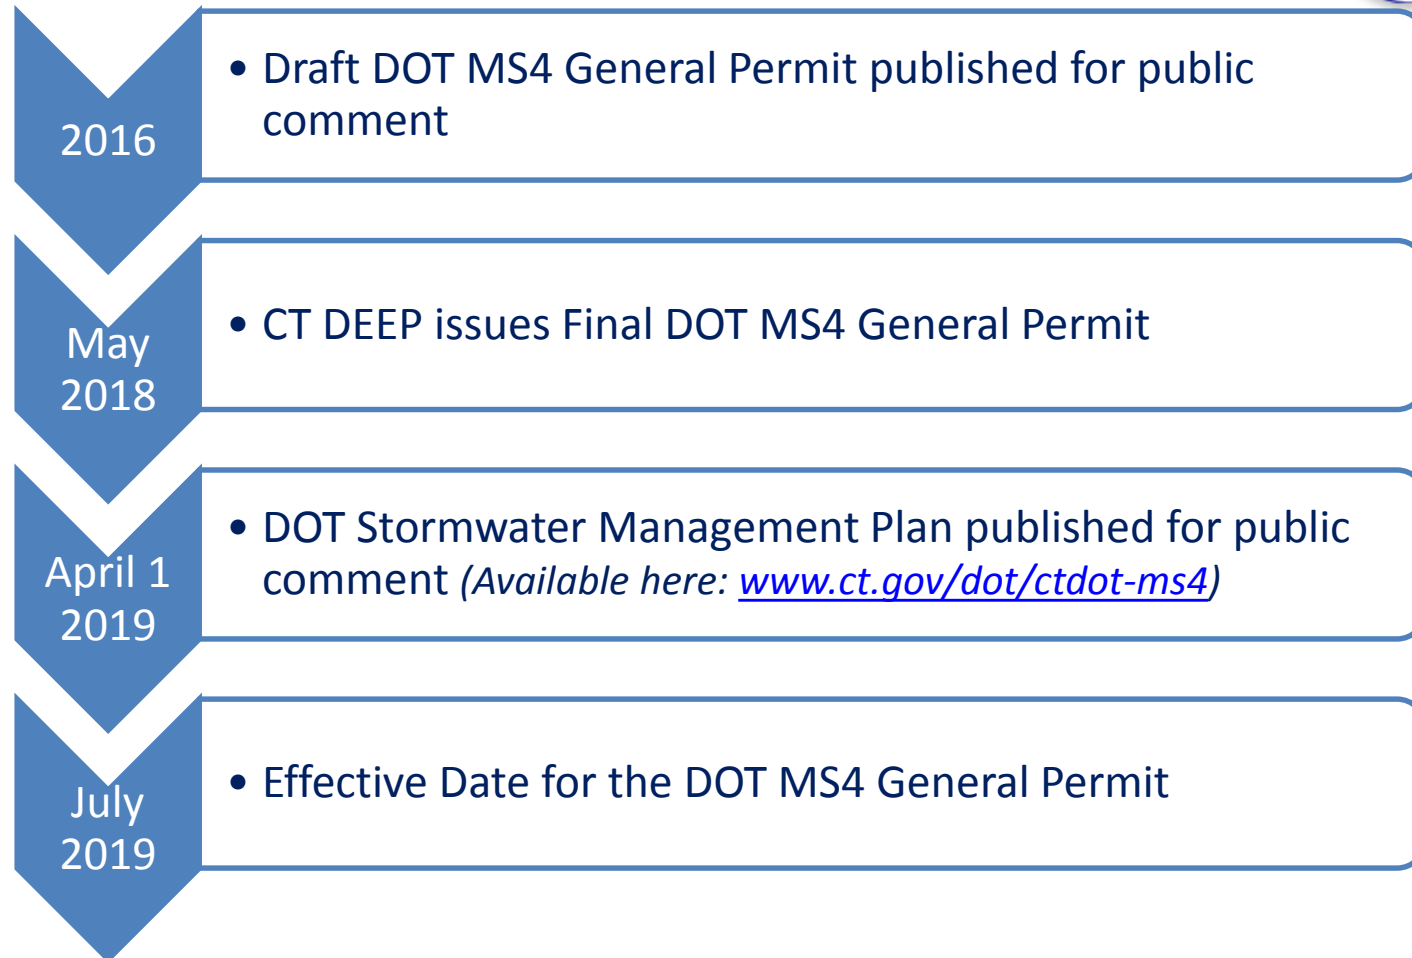 2016
• Draft DOT MS4 General Permit published for public
comment
May
2018
• CT DEEP issues Final DOT MS4 General Permit
April 1
2019
• DOT Stormwater Management Plan published for public
comment (Available here: www.ct.gov/dot/ctdot-ms4)
July
2019
• Effective Date for the DOT MS4 General Permit